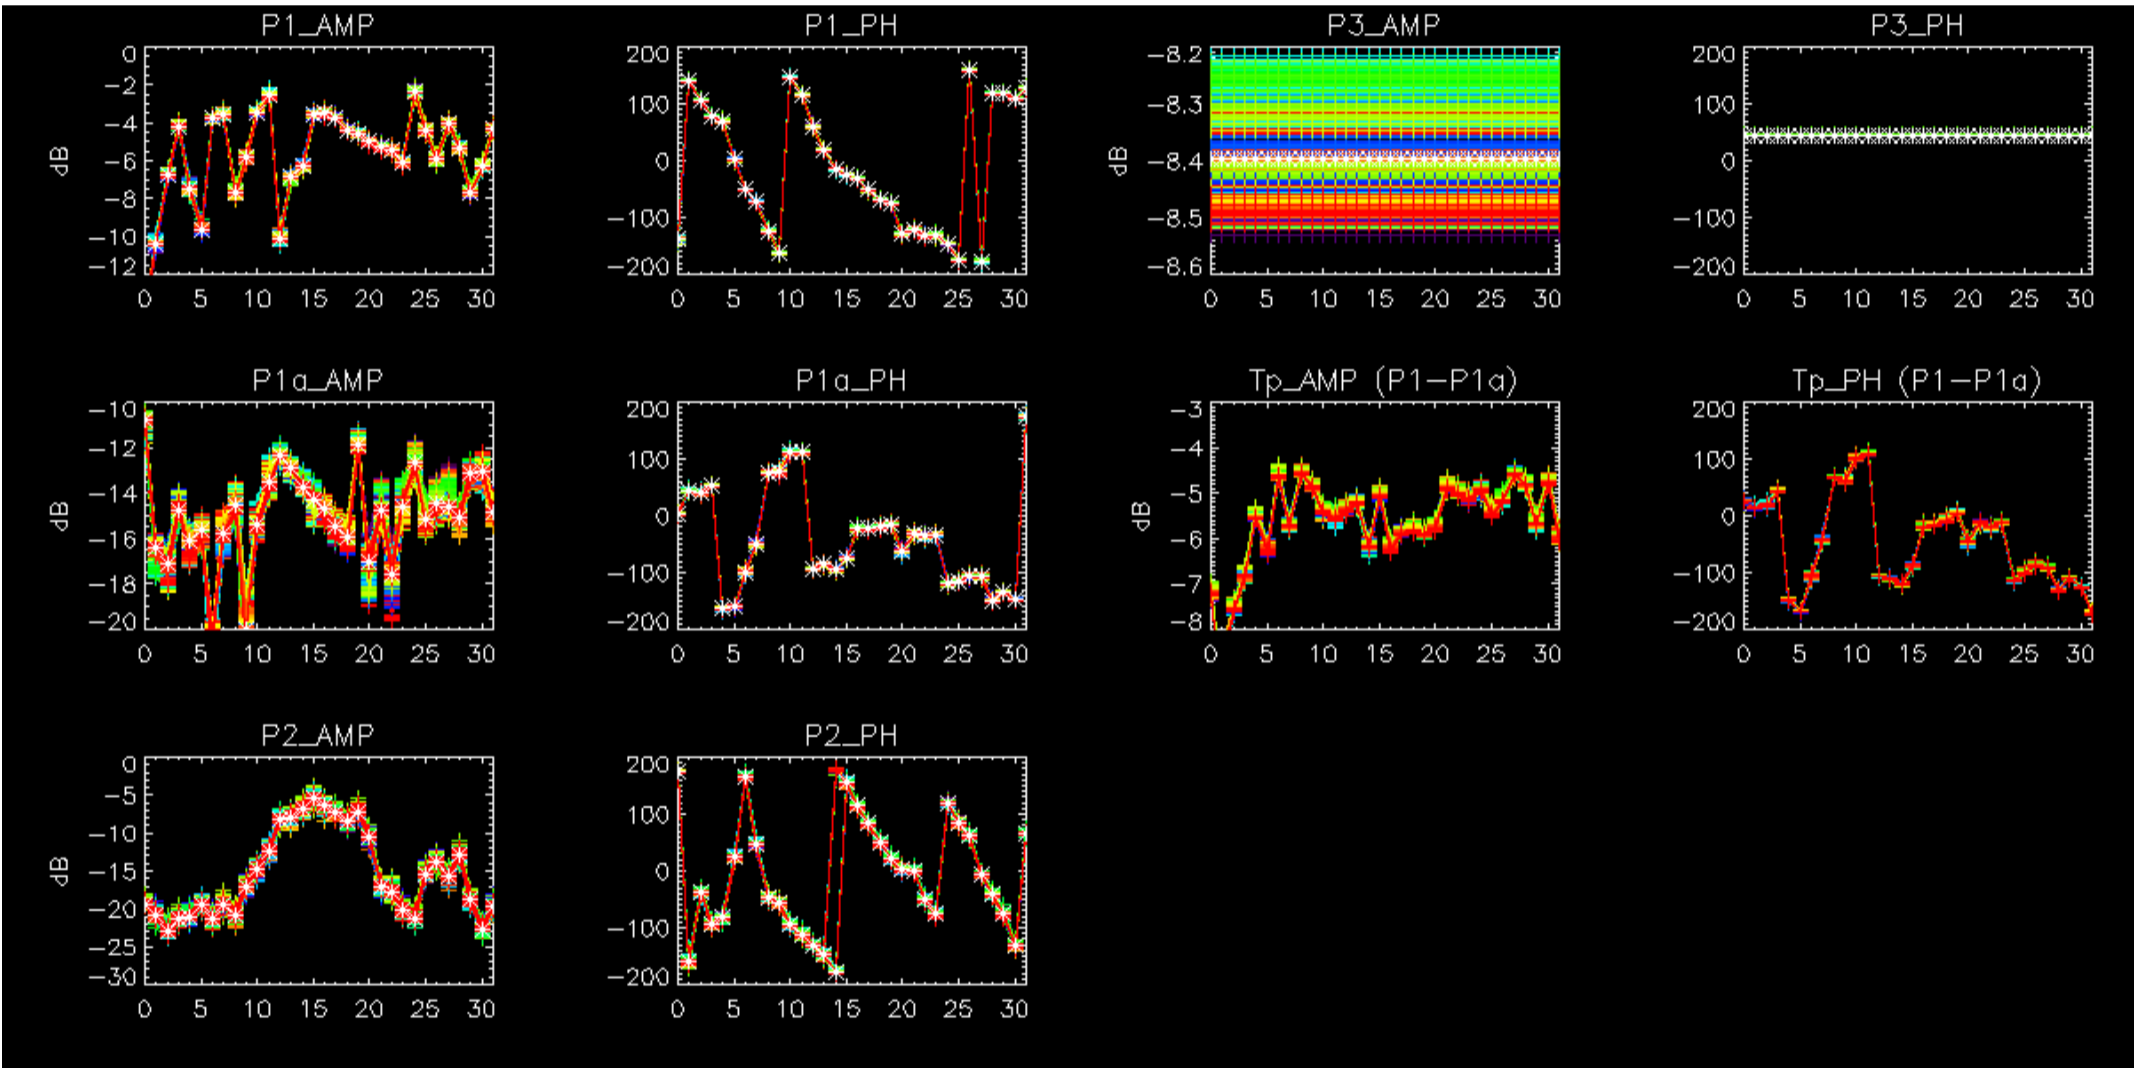 P1_AMP
0
−2
−4
−6
−8
−10
−12
dB
0 5 10 15 20 25 30
P1_PH
200
100
0
−100
−200
0 5 10 15 20 25 30
P3_AMP
−8.2
−8.3
−8.4
−8.5
−8.6
dB
0 5 10 15 20 25 30
P3_PH
200
100
0
−100
−200
0 5 10 15 20 25 30
P1a_AMP
−10
−12
−14
−16
−18
−20
dB
0 5 10 15 20 25 30
P1a_PH
200
100
0
−100
−200
0 5 10 15 20 25 30
Tp_AMP (P1−P1a)
−3
−4
−5
−6
−7
−8
dB
0 5 10 15 20 25 30
Tp_PH (P1−P1a)
200
100
0
−100
−200
0 5 10 15 20 25 30
P2_AMP
0
−5
−10
−15
−20
−25
−30
dB
0 5 10 15 20 25 30
P2_PH
200
100
0
−100
−200
0 5 10 15 20 25 30